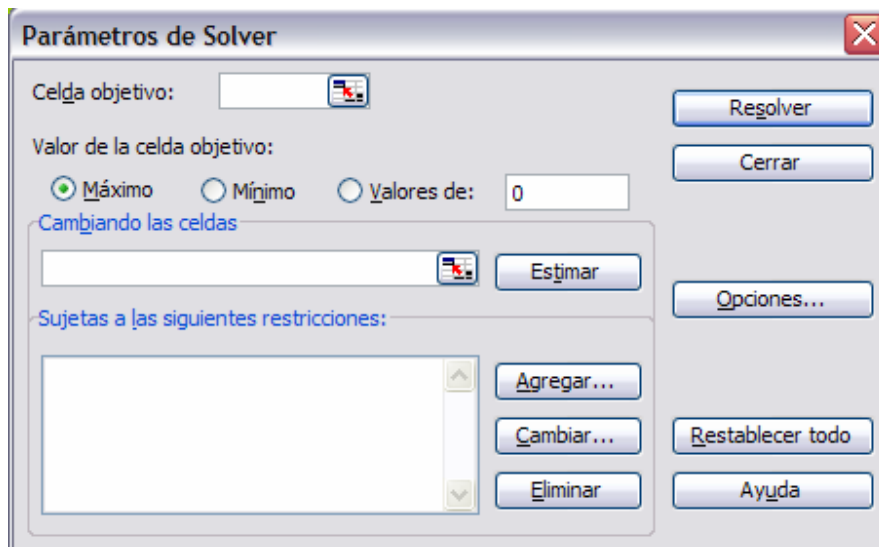 Parámetros de Solver
Celda objetivo:
Resolver
Valor de la celda objetivo:
Cerrar
Máximo Mínimo Valores de: 0
Cambiando las celdas
Estimar
Opciones...
Sujetas a las siguientes restricciones:
Agregar...
Cambiar... Restablecer todo
Eliminar Ayuda